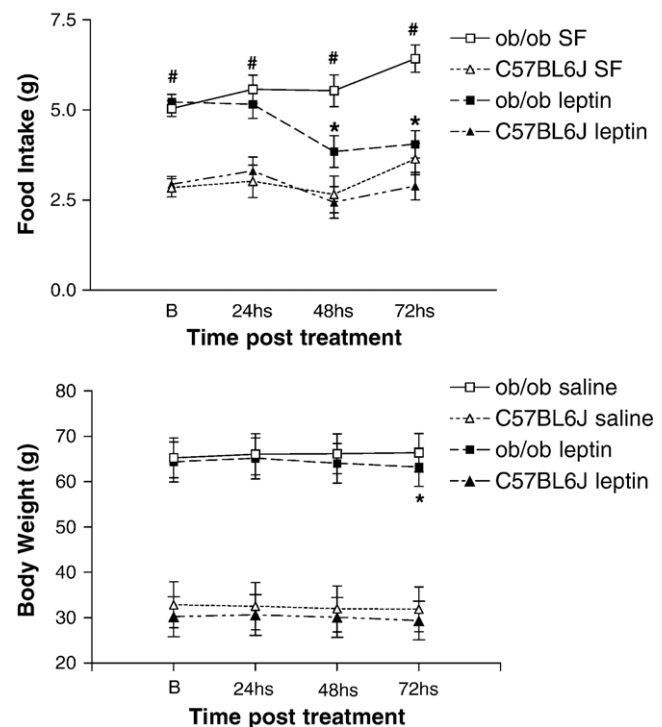 Food Intake (g)
7.5
5.0
2.5
0.0
#
#
#
#
*
*
B
24hs
48hs
72hs
Time post treatment
ob/ob SF
C57BL6J SF
ob/ob leptin
C57BL6J leptin
Body Weight (g)
80
70
60
50
40
30
20
*
B
24hs
48hs
72hs
Time post treatment
ob/ob saline
C57BL6J saline
ob/ob leptin
C57BL6J leptin